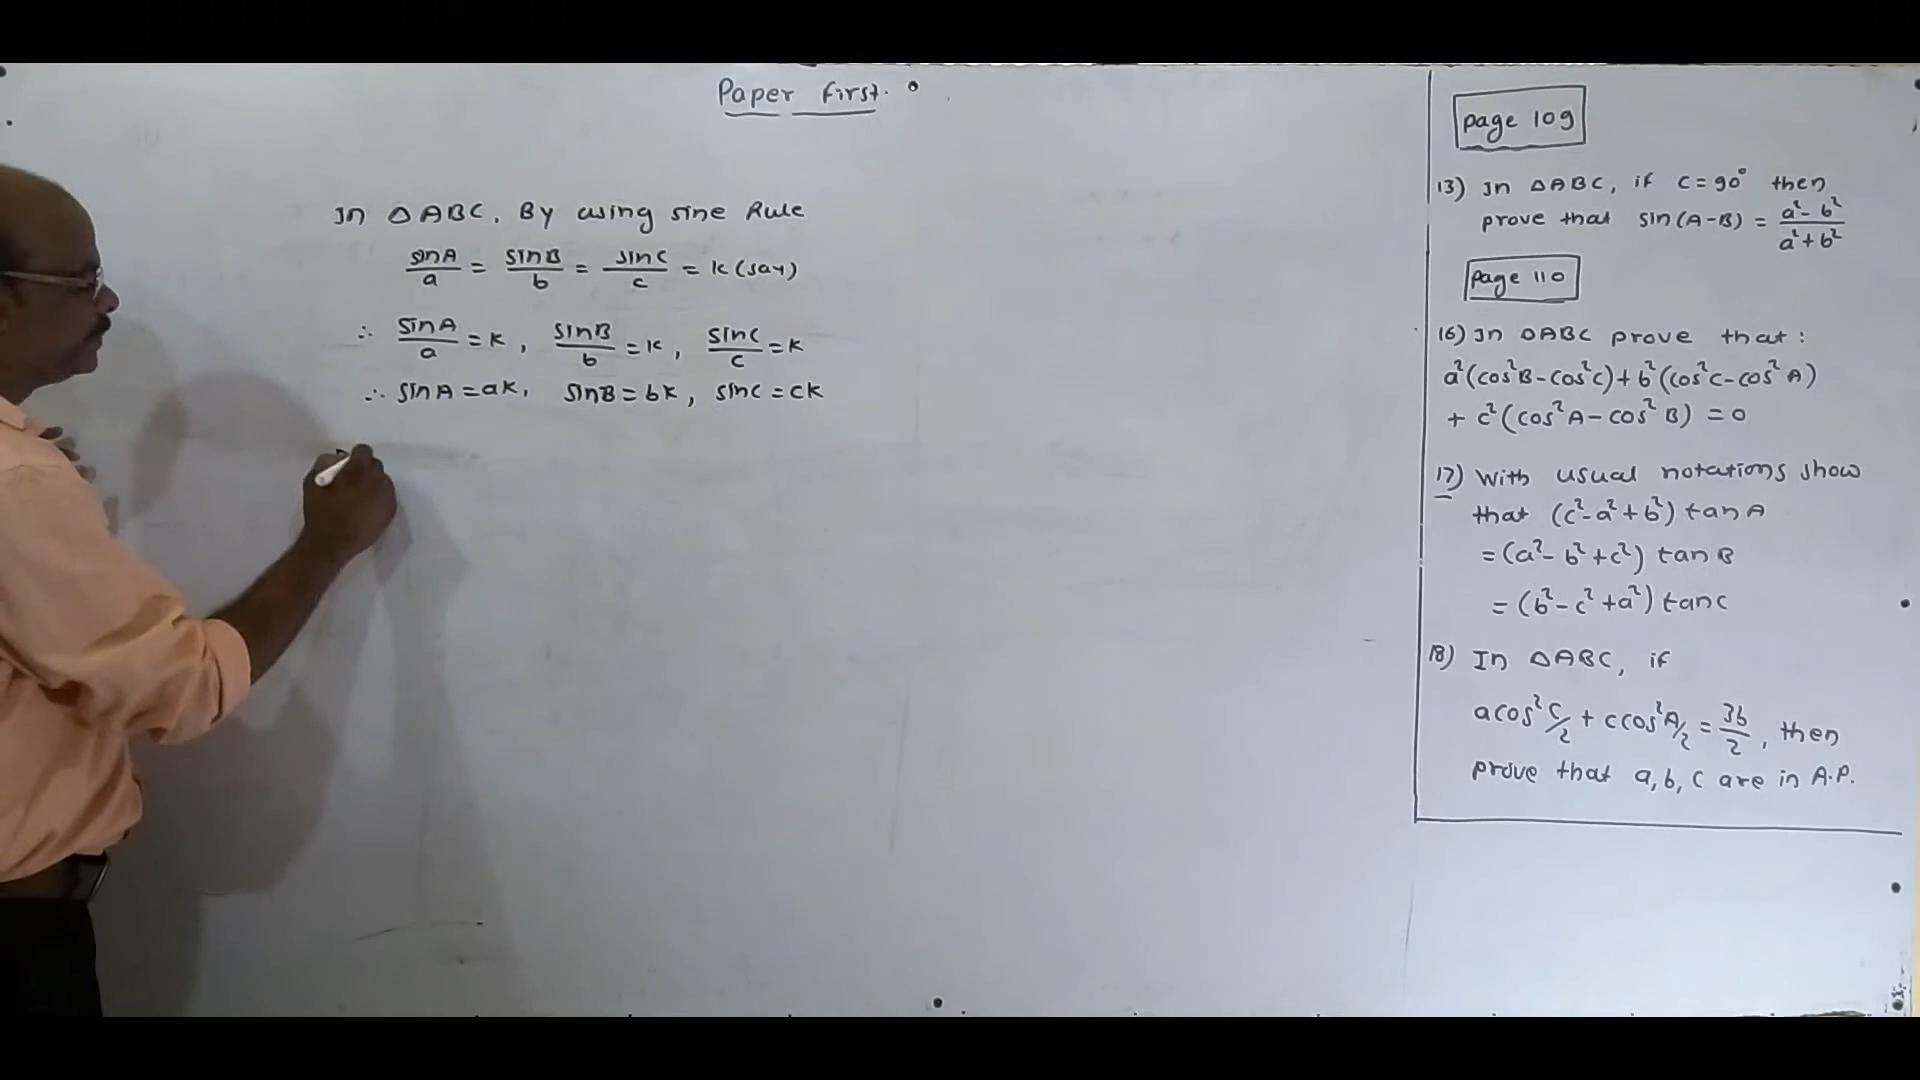 Paper first.
In △ABC, By using sine Rule
sinA/a = sinB/b = sinC/c = k (say)
∴ sinA/a = k, sinB/b = k, sinC/c = k
∴ sinA = ak, sinB = bk, sinC = ck
page 109
13) In △ABC, if C = 90° then
prove that sin(A-B) = a²- b²/a²+ b²
page 110
16) In △ABC prove that:
a²(cos²B-cos²C)+ b²(cos²C-cos²A)
+ c²(cos²A-cos²B) = 0
17) With usual notations show
that (c²-a²+b²) tanA
= (a²- b²+c²) tanB
= (b²- c²+a²) tanC
18) In △ABC, if
a cos² C/2 + c cos² A/2 = 3b/2, then
prove that a, b, c are in A.P.